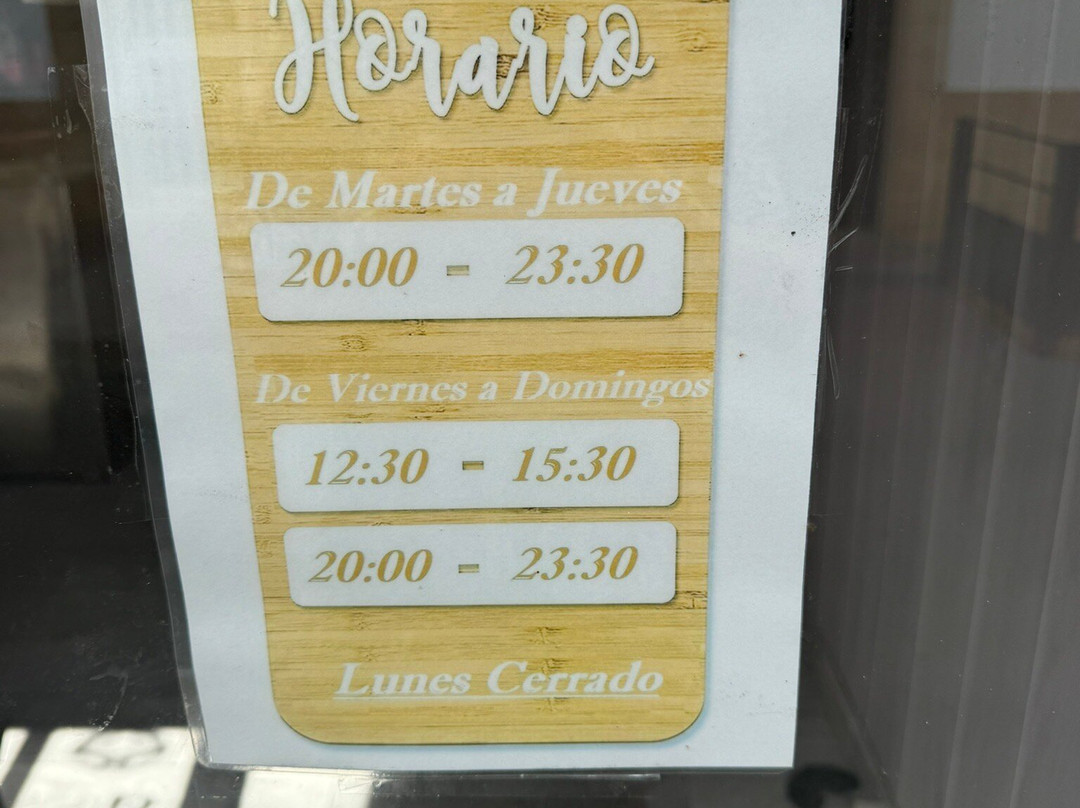 Horario
De Martes a Jueves
20:00 - 23:30
De Viernes a Domingos
12:30 - 15:30
20:00 - 23:30
Lunes Cerrado